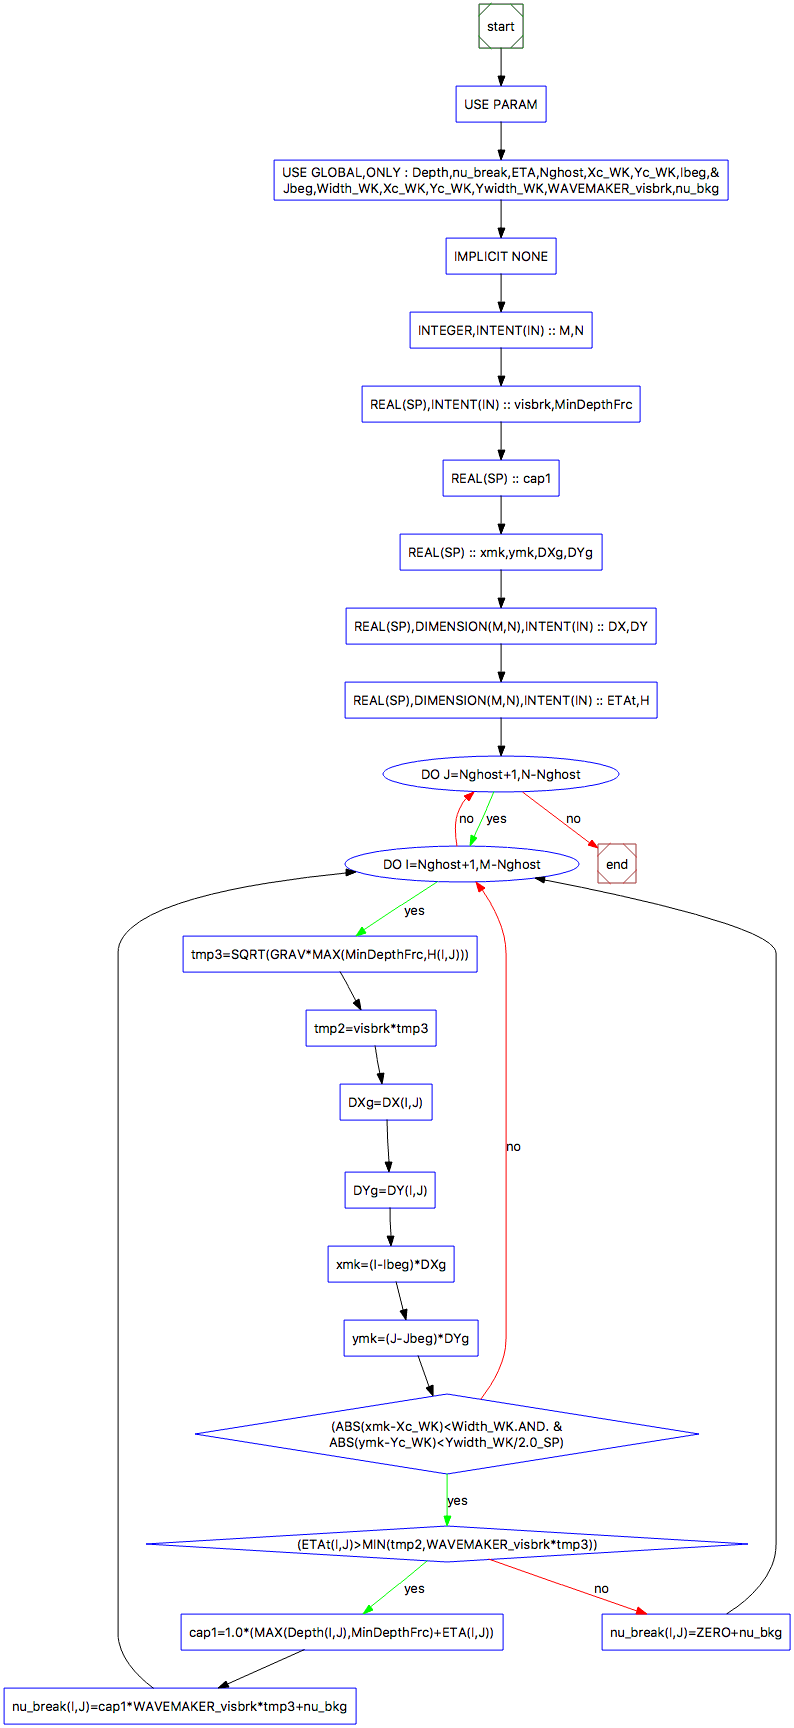 start
USE PARAM
USE GLOBAL,ONLY : Depth,nu_break,ETA,Nghost,Xc_WK,Yc_WK,Ibeg,&
Jbeg,Width_WK,Xc_WK,Yc_WK,Ywidth_WK,WAVEMAKER_visbrk,nu_bkg
IMPLICIT NONE
INTEGER,INTENT(IN) :: M,N
REAL(SP),INTENT(IN) :: visbrk,MinDepthFrc
REAL(SP) :: cap1
REAL(SP) :: xmk,ymk,DXg,DYg
REAL(SP),DIMENSION(M,N),INTENT(IN) :: DX,DY
REAL(SP),DIMENSION(M,N),INTENT(IN) :: ETAt,H
DO J=Nghost+1,N-Nghost
no
yes
no
DO I=Nghost+1,M-Nghost
end
yes
tmp3=SQRT(GRAV*MAX(MinDepthFrc,H(I,J)))
tmp2=visbrk*tmp3
DXg=DX(I,J)
no
DYg=DY(I,J)
xmk=(I-Ibeg)*DXg
ymk=(J-Jbeg)*DYg
(ABS(xmk-Xc_WK)<Width_WK.AND. &
ABS(ymk-Yc_WK)<Ywidth_WK/2.0_SP)
yes
(ETAt(I,J)>MIN(tmp2,WAVEMAKER_visbrk*tmp3))
yes
no
cap1=1.0*(MAX(Depth(I,J),MinDepthFrc)+ETA(I,J))
nu_break(I,J)=ZERO+nu_bkg
nu_break(I,J)=cap1*WAVEMAKER_visbrk*tmp3+nu_bkg